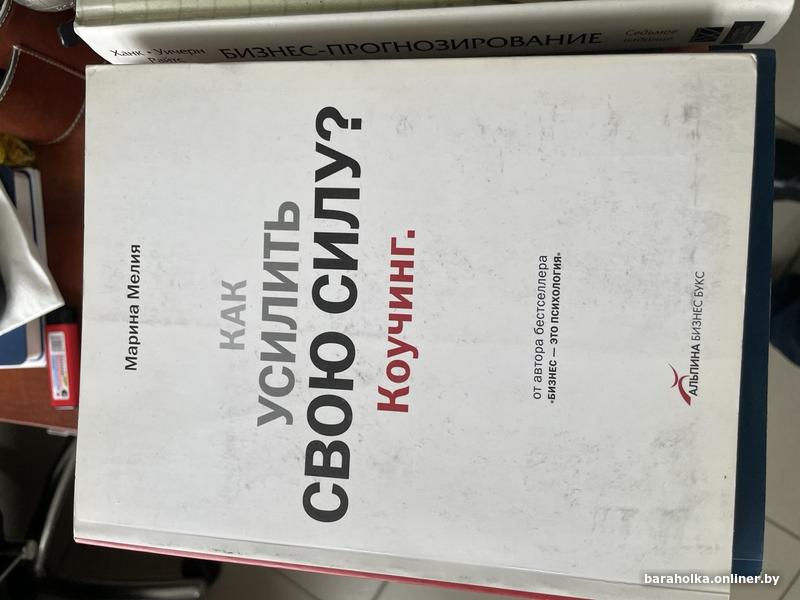 Ханк • Уичерн
Райтс
БИЗНЕС-ПРОГНОЗИРОВАНИЕ
Седьмое
издание
Марина Мелия
КАК
УСИЛИТЬ
СВОЮ СИЛУ?
Коучинг.
от автора бестселлера
«БИЗНЕС — ЭТО ПСИХОЛОГИЯ»
АЛЬПИНА БИЗНЕС БУКС
baraholka.onliner.by